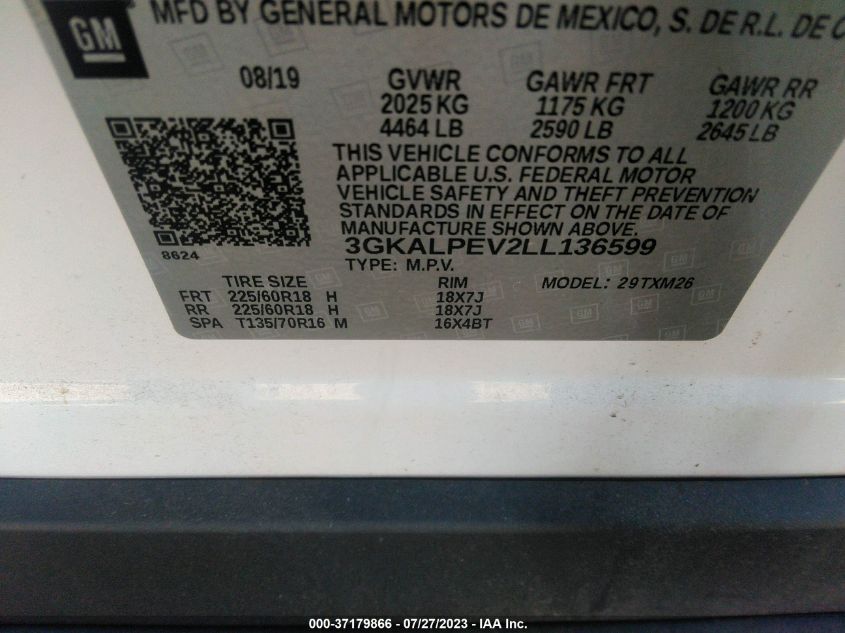 GM
MFD BY GENERAL MOTORS DE MEXICO, S. DE R.L. DE C
08/19 GVWR GAWR FRT GAWR RR
2025 KG 1175 KG 1200 KG
4464 LB 2590 LB 2645 LB
THIS VEHICLE CONFORMS TO ALL
APPLICABLE U.S. FEDERAL MOTOR
VEHICLE SAFETY AND THEFT PREVENTION
STANDARDS IN EFFECT ON THE DATE OF
MANUFACTURE SHOWN ABOVE.
8624 3GKALPEV2LL136599
TYPE: M.P.V.
TIRE SIZE RIM MODEL: 29TXM26
FRT 225/60R18 H 18X7J
RR 225/60R18 H 18X7J
SPA T135/70R16 M 16X4BT
000-37179866 - 07/27/2023 - IAA Inc.